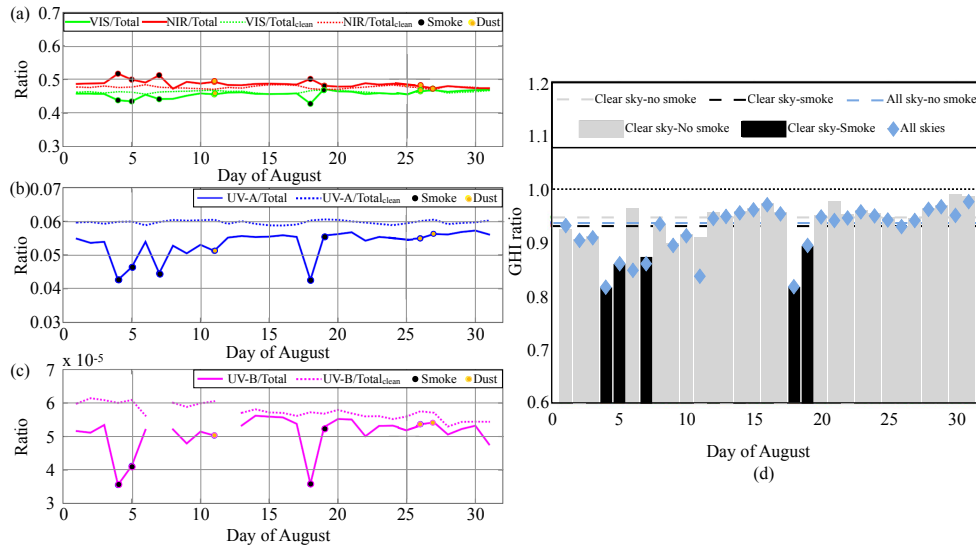 (a)
VIS/Total NIR/Total VIS/Total_clean NIR/Total_clean Smoke Dust
0.7
0.6
0.5
0.4
0.3
Ratio
0 5 10 15 20 25 30
Day of August
(b)
UV-A/Total UV-A/Total_clean Smoke Dust
0.07
0.06
0.05
0.04
0.03
Ratio
0 5 10 15 20 25 30
Day of August
(c)
x 10-5
UV-B/Total UV-B/Total_clean Smoke Dust
7
6
5
4
3
Ratio
0 5 10 15 20 25 30
Day of August
1.2
1.1
1.0
0.9
0.8
0.7
0.6
GHI ratio
Clear sky-no smoke Clear sky-smoke All sky-no smoke
Clear sky-No smoke Clear sky-Smoke All skies
0 5 10 15 20 25 30
Day of August
(d)